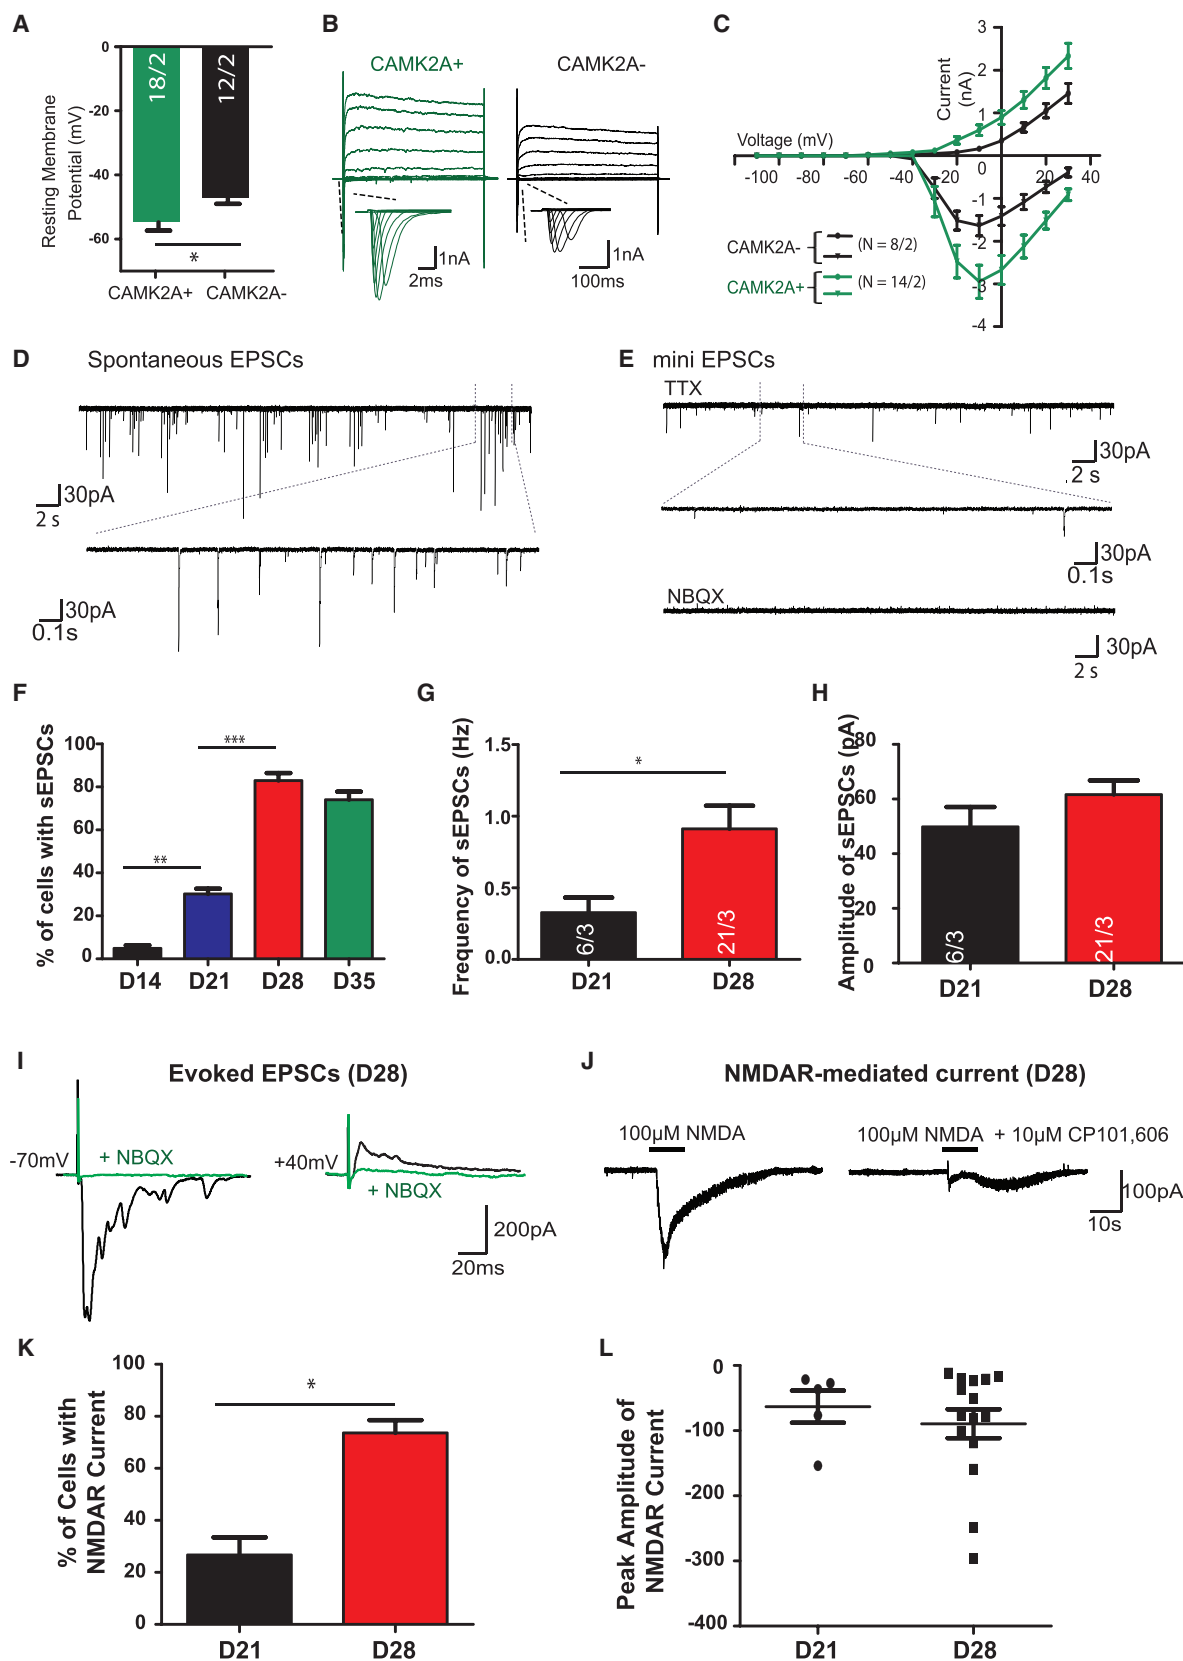 A
Resting Membrane
Potential (mV)
0
-20
-40
-60
18/2
12/2
*
CAMK2A+
CAMK2A-
B
CAMK2A+
CAMK2A-
1nA
2ms
1nA
100ms
C
Current
(nA)
Voltage (mV)
3
2
1
0
-1
-2
-3
-4
-100
-80
-60
-40
-20
20
40
CAMK2A-
(N = 8/2)
CAMK2A+
(N = 14/2)
D
Spontaneous EPSCs
30pA
2 s
30pA
0.1s
E
mini EPSCs
TTX
30pA
2 s
30pA
0.1s
NBQX
30pA
2 s
F
% of cells with sEPSCs
100
80
60
40
20
0
**
***
D14
D21
D28
D35
G
Frequency of sEPSCs (Hz)
1.5
1.0
0.5
0.0
*
6/3
21/3
D21
D28
H
Amplitude of sEPSCs (pA)
80
60
40
20
0
6/3
21/3
D21
D28
I
Evoked EPSCs (D28)
-70mV
+ NBQX
+40mV
+ NBQX
200pA
20ms
J
NMDAR-mediated current (D28)
100µM NMDA
100µM NMDA + 10µM CP101,606
100pA
10s
K
% of Cells with
NMDAR Current
100
80
60
40
20
0
*
D21
D28
L
Peak Amplitude of
NMDAR Current
0
-100
-200
-300
-400
D21
D28